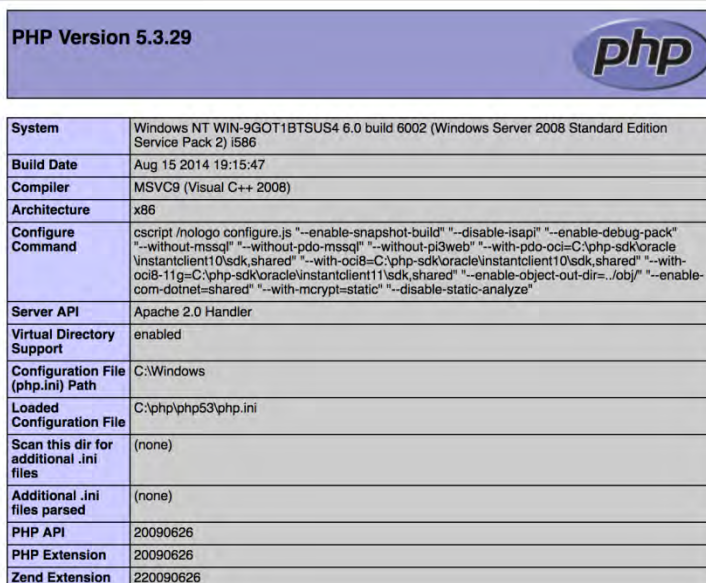 PHP Version 5.3.29
php
System Windows NT WIN-9GOT1BTSUS4 6.0 build 6002 (Windows Server 2008 Standard Edition
Service Pack 2) i586
Build Date Aug 15 2014 19:15:47
Compiler MSVC9 (Visual C++ 2008)
Architecture x86
Configure
Command
cscript /nologo configure.js "--enable-snapshot-build" "--disable-isapi" "--enable-debug-pack"
"--without-mssql" "--without-pdo-mssql" "--without-pi3web" "--with-pdo-oci=C:\php-sdk\oracle
\instantclient10\sdk,shared" "--with-oci8=C:\php-sdk\oracle\instantclient10\sdk,shared" "--with-
oci8-11g=C:\php-sdk\oracle\instantclient11\sdk,shared" "--enable-object-out-dir=../obj/" "--enable-
com-dotnet=shared" "--with-mcrypt=static" "--disable-static-analyze"
Server API Apache 2.0 Handler
Virtual Directory
Support
enabled
Configuration File
(php.ini) Path
C:\Windows
Loaded
Configuration File
C:\php\php53\php.ini
Scan this dir for
additional .ini
files
(none)
Additional .ini
files parsed
(none)
PHP API 20090626
PHP Extension 20090626
Zend Extension 220090626